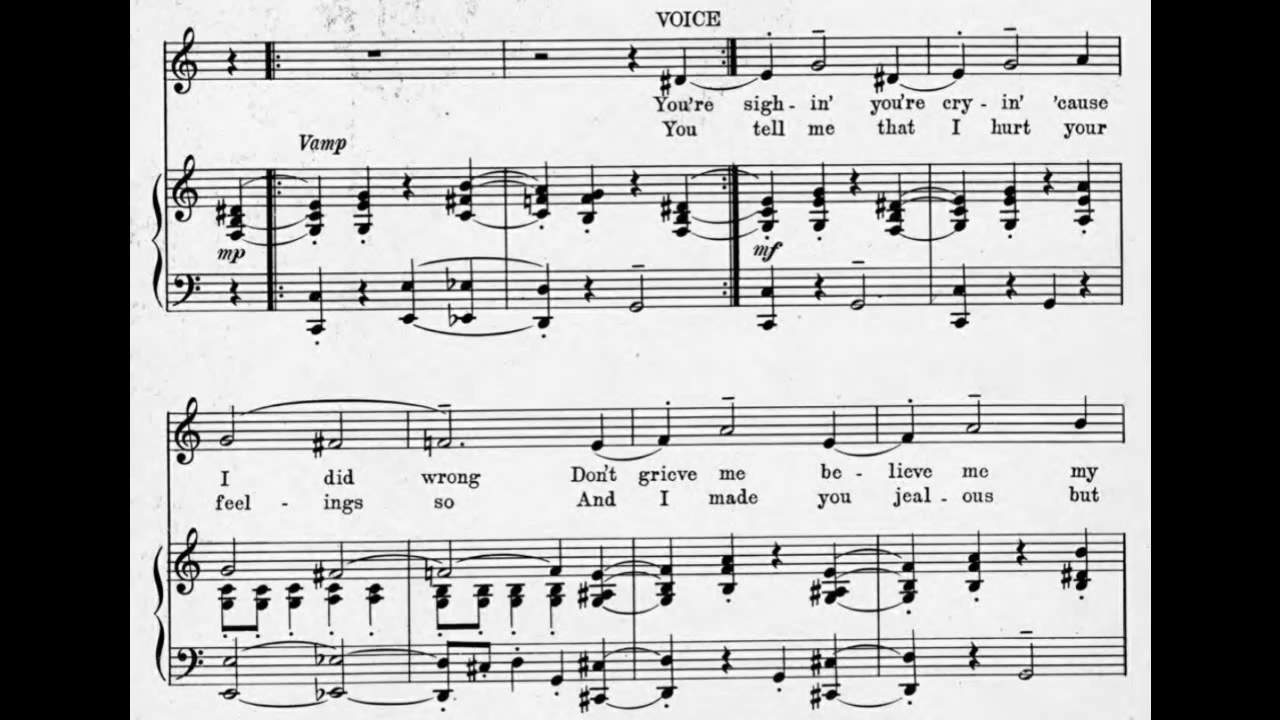 VOICE
You're sigh - in' you're cry - in' 'cause
You tell me that I hurt your
Vamp
mp
mf
I did wrong Don't grieve me be - lieve me my
feel - ings so And I made you jeal - ous but